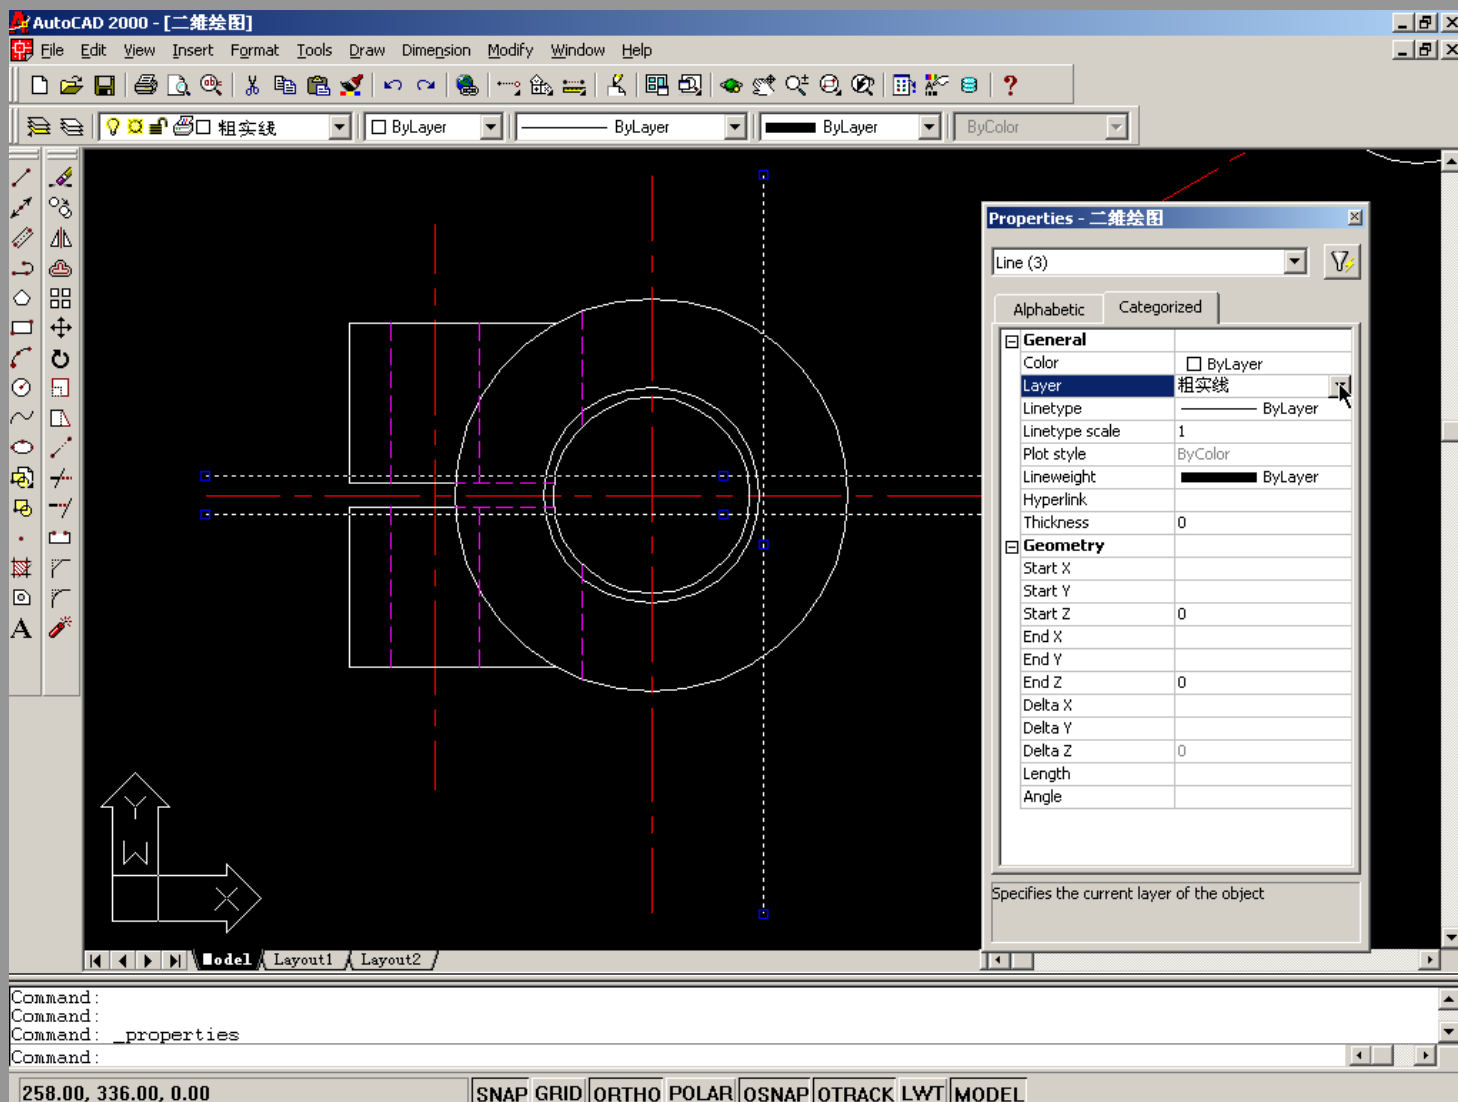 AutoCAD 2000 - [二维绘图]
File Edit View Insert Format Tools Draw Dimension Modify Window Help
粗实线 ByLayer ByLayer ByLayer ByColor
Properties - 二维绘图
Line (3)
Alphabetic Categorized
General
Color ByLayer
Layer 粗实线
Linetype ByLayer
Linetype scale 1
Plot style ByColor
Lineweight ByLayer
Hyperlink
Thickness 0
Geometry
Start X
Start Y
Start Z 0
End X
End Y
End Z 0
Delta X
Delta Y
Delta Z 0
Length
Angle
Specifies the current layer of the object
Y
W
X
Model Layout1 Layout2
Command:
Command:
Command: _properties
Command:
258.00, 336.00, 0.00 SNAP GRID ORTHO POLAR OSNAP OTRACK LWT MODEL